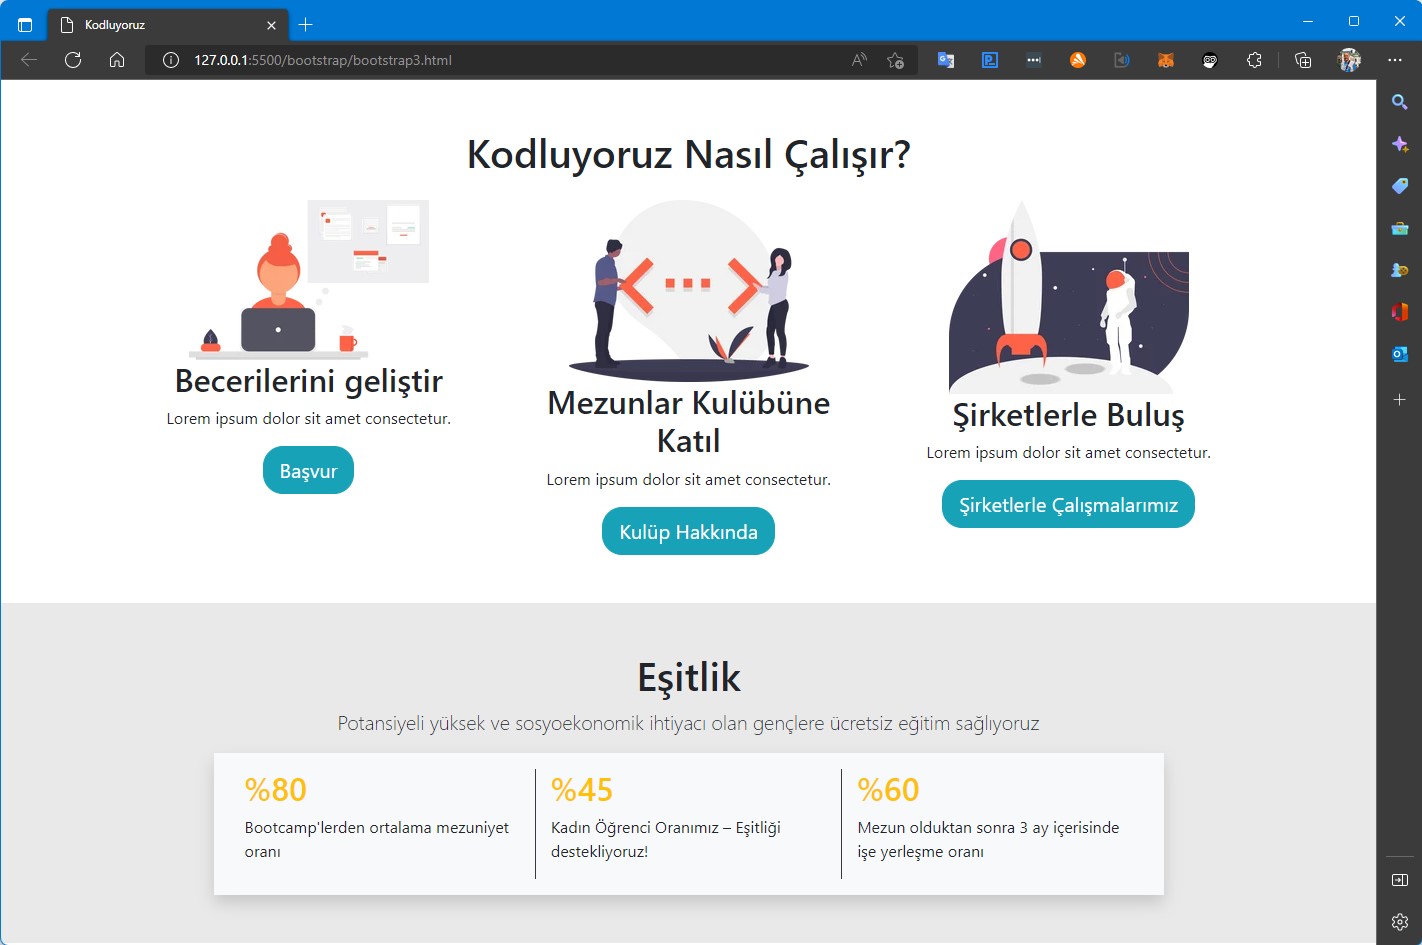 Kodluyoruz
127.0.0.1:5500/bootstrap/bootstrap3.html
Kodluyoruz Nasıl Çalışır?
Becerilerini geliştir
Lorem ipsum dolor sit amet consectetur.
Başvur
Mezunlar Kulübüne
Katıl
Lorem ipsum dolor sit amet consectetur.
Kulüp Hakkında
Şirketlerle Buluş
Lorem ipsum dolor sit amet consectetur.
Şirketlerle Çalışmalarımız
Eşitlik
Potansiyeli yüksek ve sosyoekonomik ihtiyacı olan gençlere ücretsiz eğitim sağlıyoruz
%80
Bootcamp'lerden ortalama mezuniyet
oranı
%45
Kadın Öğrenci Oranımız – Eşitliği
destekliyoruz!
%60
Mezun olduktan sonra 3 ay içerisinde
işe yerleşme oranı